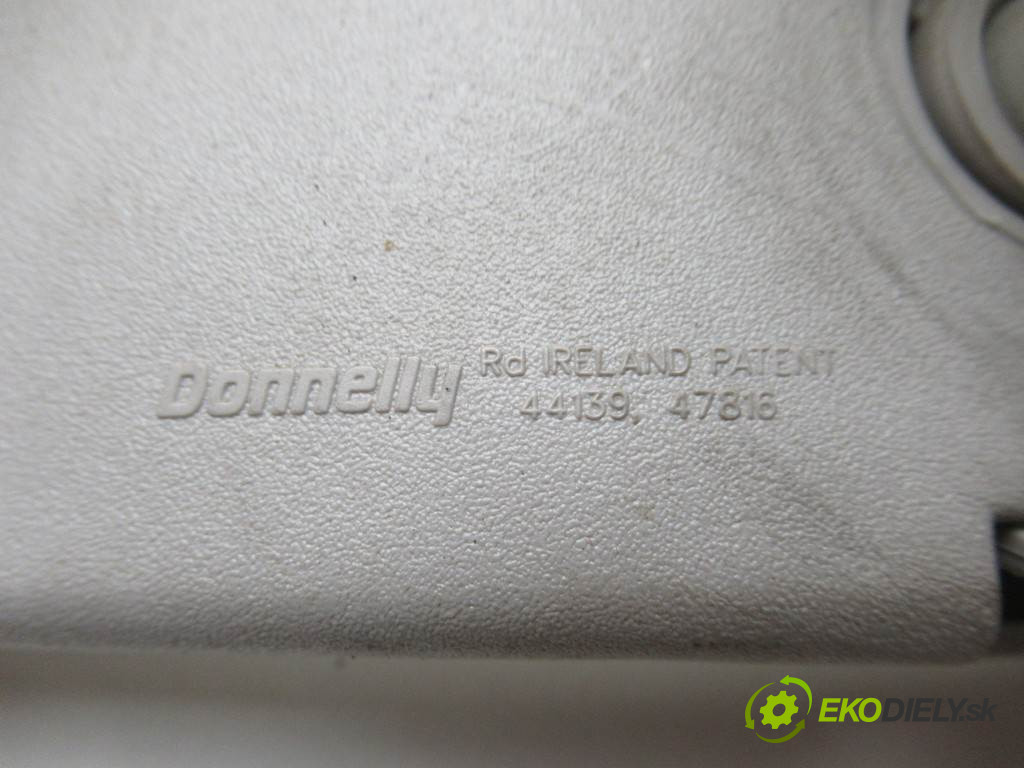 Donnelly Rd IRELAND PATENT
44139, 47816
EKODIELY.sk